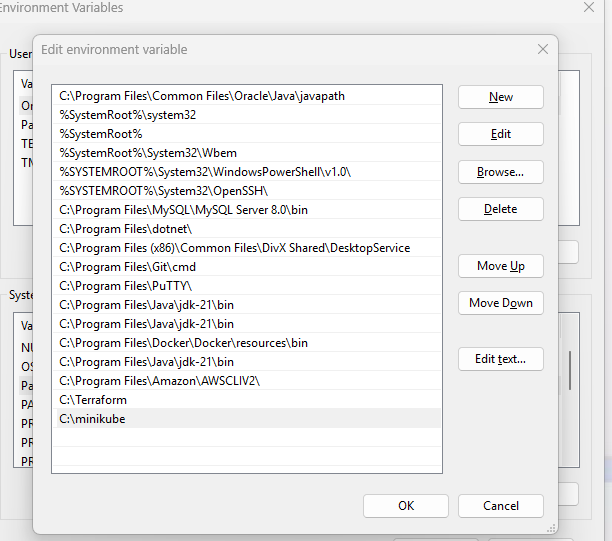 Environment Variables
Edit environment variable
User
Va
Pa
TE
C:\Program Files\Common Files\Oracle\Java\javapath
%SystemRoot%\system32
%SystemRoot%
%SystemRoot%\System32\Wbem
%SYSTEMROOT%\System32\WindowsPowerShell\v1.0\
%SYSTEMROOT%\System32\OpenSSH\
C:\Program Files\MySQL\MySQL Server 8.0\bin
C:\Program Files\dotnet\
C:\Program Files (x86)\Common Files\DivX Shared\DesktopService
C:\Program Files\Git\cmd
C:\Program Files\PuTTY\
C:\Program Files\Java\jdk-21\bin
C:\Program Files\Java\jdk-21\bin
C:\Program Files\Docker\Docker\resources\bin
C:\Program Files\Java\jdk-21\bin
C:\Program Files\Amazon\AWSCLIV2\
C:\Terraform
C:\minikube
New
Edit
Browse...
Delete
Move Up
Move Down
Edit text...
OK
Cancel
Syste
Va
NU
OS
Pa
PA
PR
PR
PR